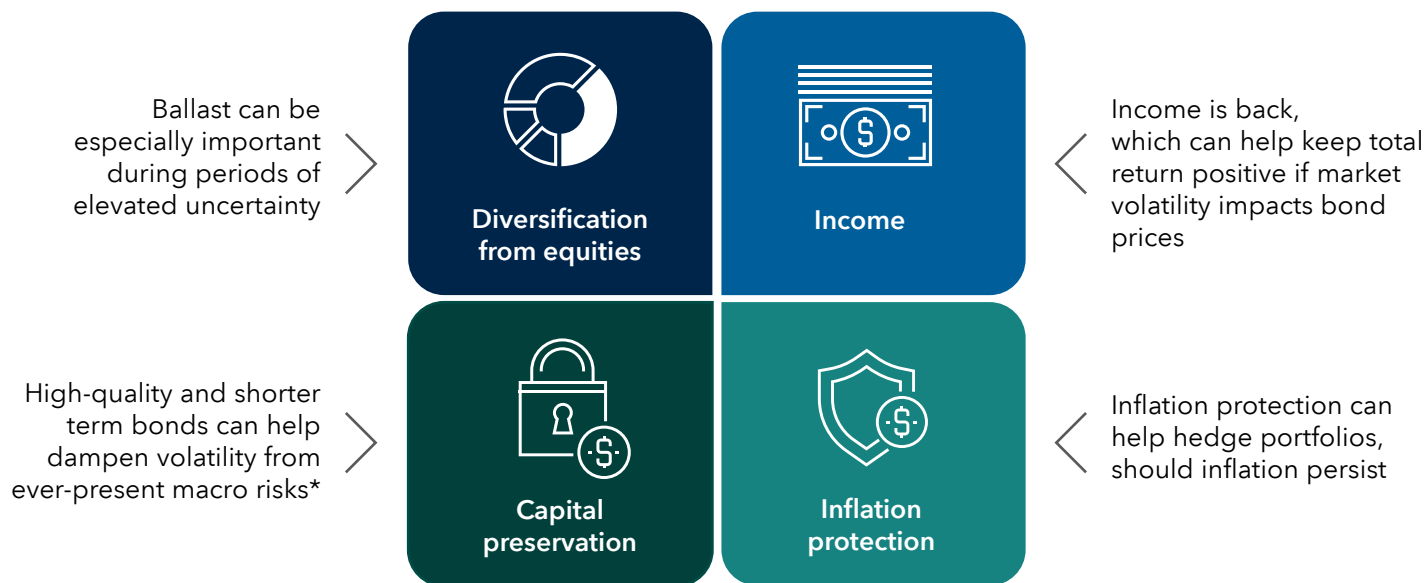 Ballast can be
especially important
during periods of
elevated uncertainty
Diversification
from equities
$
Income
Income is back,
which can help keep total
return positive if market
volatility impacts bond
prices
High-quality and shorter
term bonds can help
dampen volatility from
ever-present macro risks*
$
Capital
preservation
$
Inflation
protection
Inflation protection can
help hedge portfolios,
should inflation persist